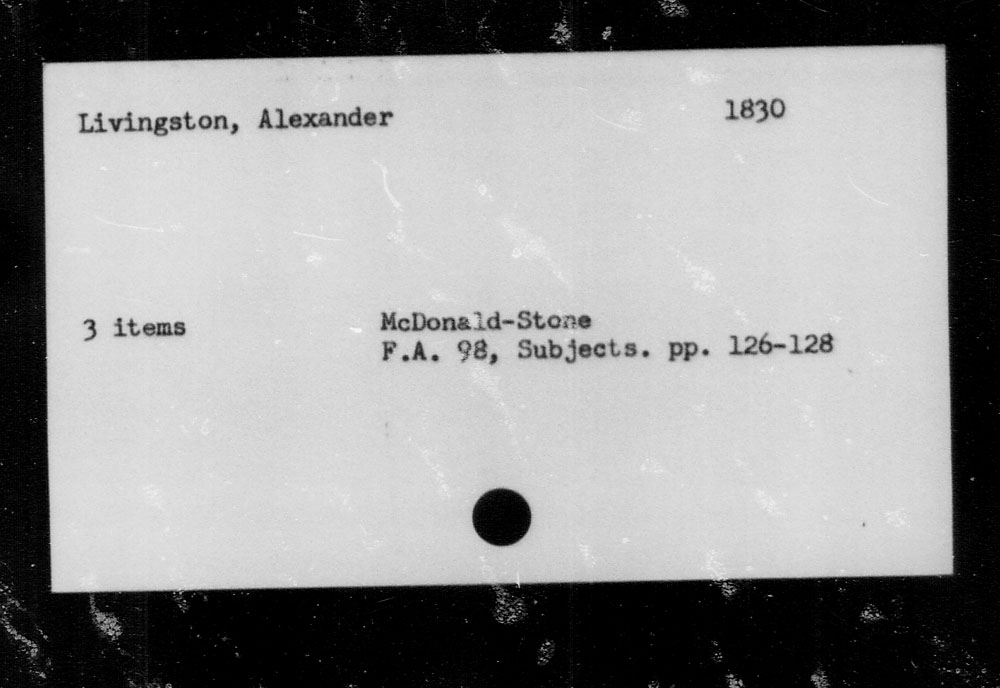 Livingston, Alexander 1830
3 items McDonald-Stone
F.A. 98, Subjects. pp. 126-128